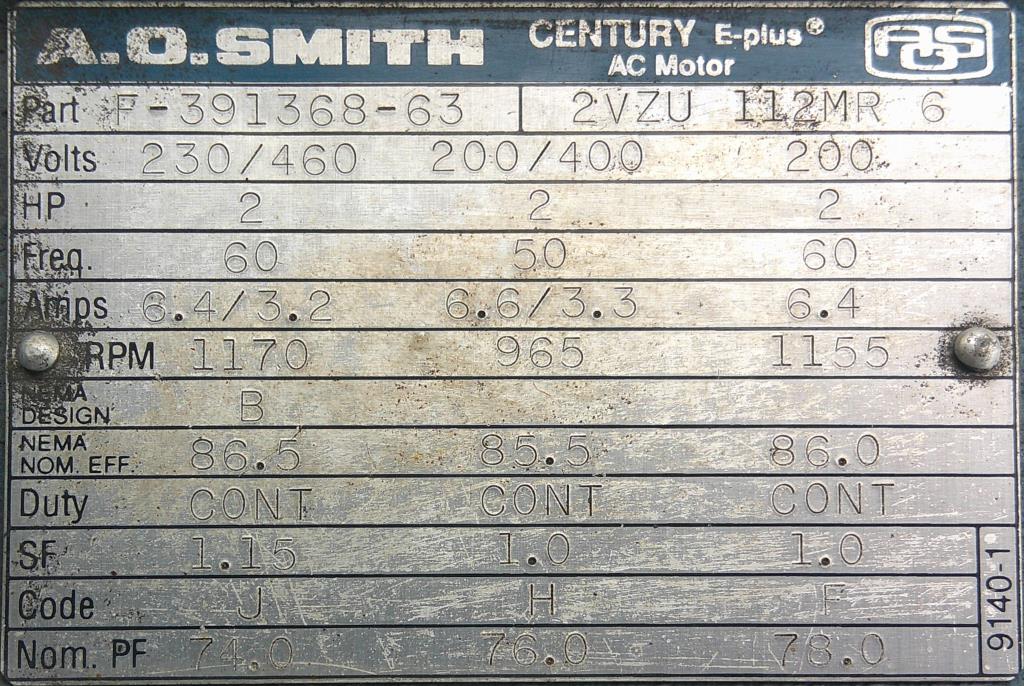 A.O.SMITH CENTURY E-plus® AC Motor AOS
Part F-391368-63 2VZU 112MR 6
Volts 230/460 200/400 200
HP 2 2 2
Freq. 60 50 60
Amps 6.4/3.2 6.6/3.3 6.4
RPM 1170 965 1155
NEMA DESIGN B
NEMA NOM. EFF. 86.5 85.5 86.0
Duty CONT CONT CONT
SF 1.15 1.0 1.0
Code J H F
Nom. PF 74.0 76.0 78.0
9140-1